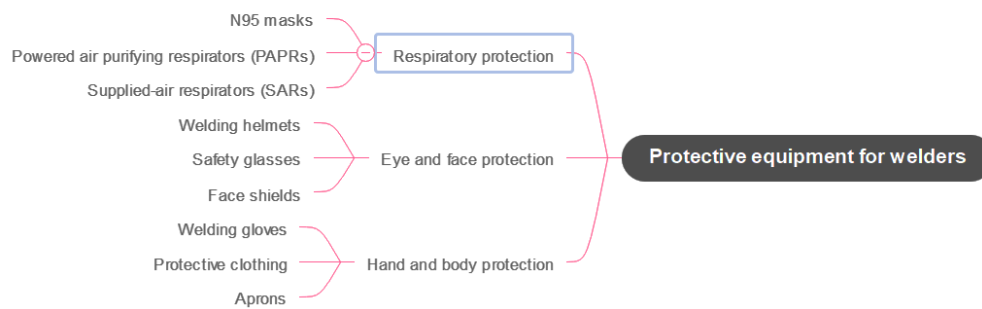 N95 masks
Powered air purifying respirators (PAPRs)
Respiratory protection
Supplied-air respirators (SARs)
Welding helmets
Safety glasses
Eye and face protection
Protective equipment for welders
Face shields
Welding gloves
Protective clothing
Hand and body protection
Aprons